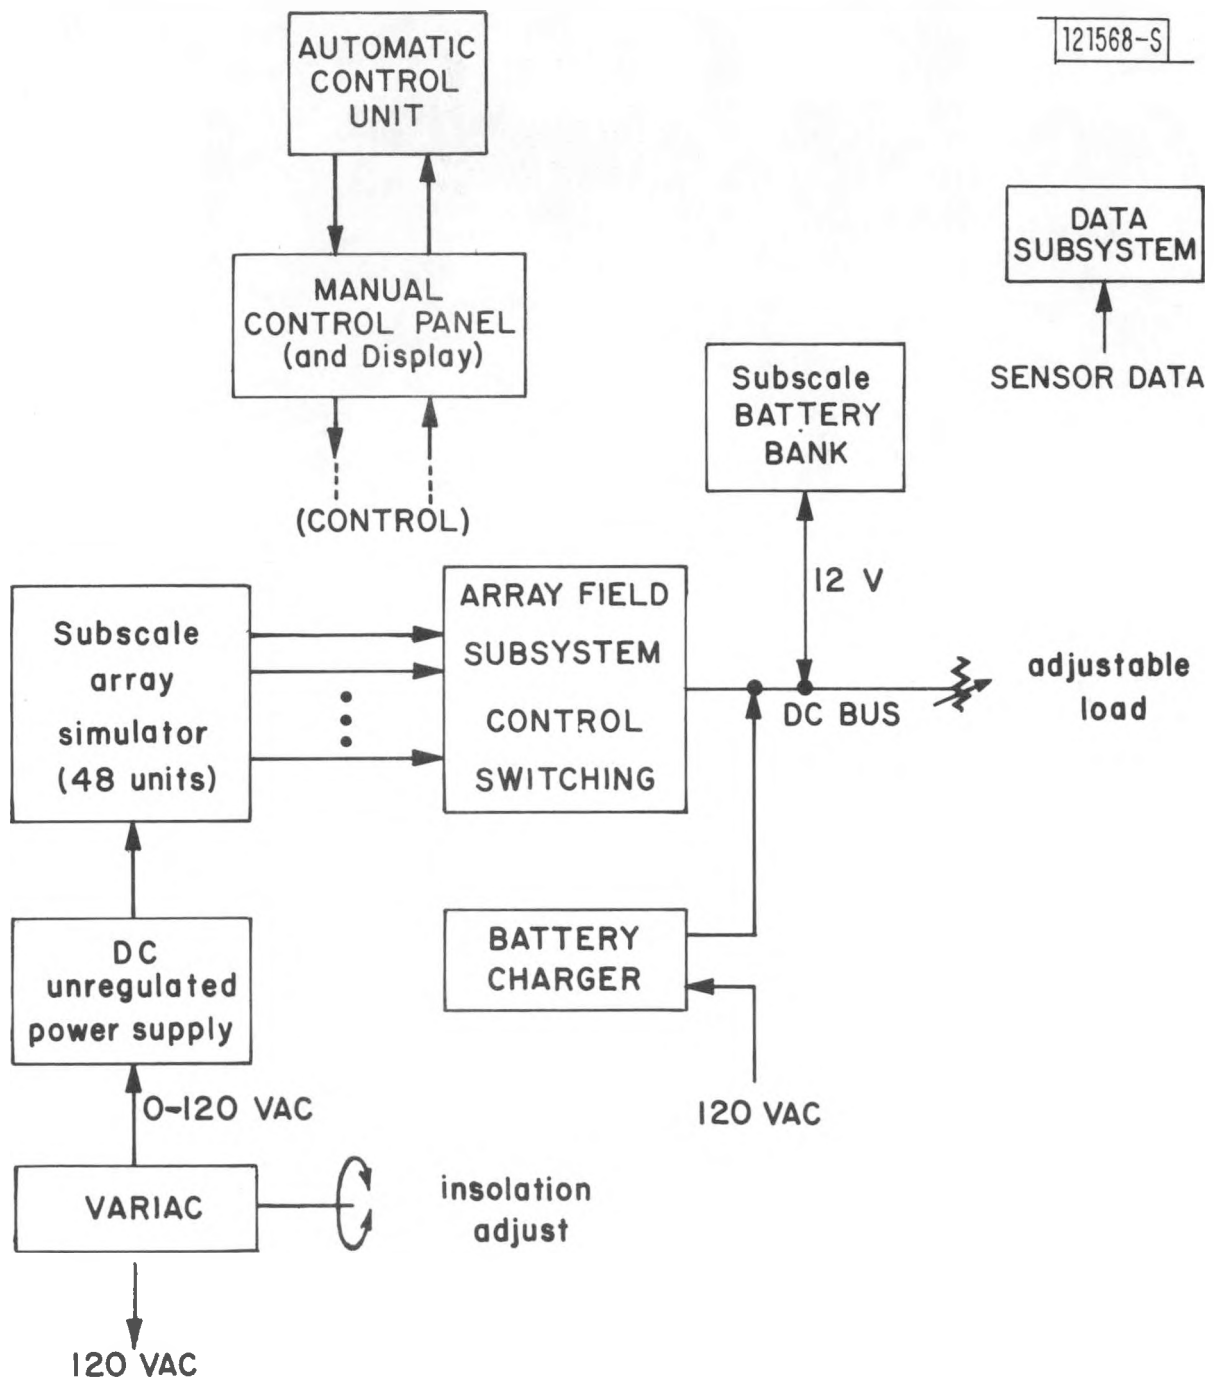 121568-S
AUTOMATIC
CONTROL
UNIT
DATA
SUBSYSTEM
SENSOR DATA
MANUAL
CONTROL PANEL
(and Display)
(CONTROL)
Subscale
BATTERY
BANK
12 V
Subscale
array
simulator
(48 units)
ARRAY FIELD
SUBSYSTEM
CONTROL
SWITCHING
DC BUS
adjustable
load
DC
unregulated
power supply
BATTERY
CHARGER
0-120 VAC
120 VAC
VARIAC
insolation
adjust
120 VAC